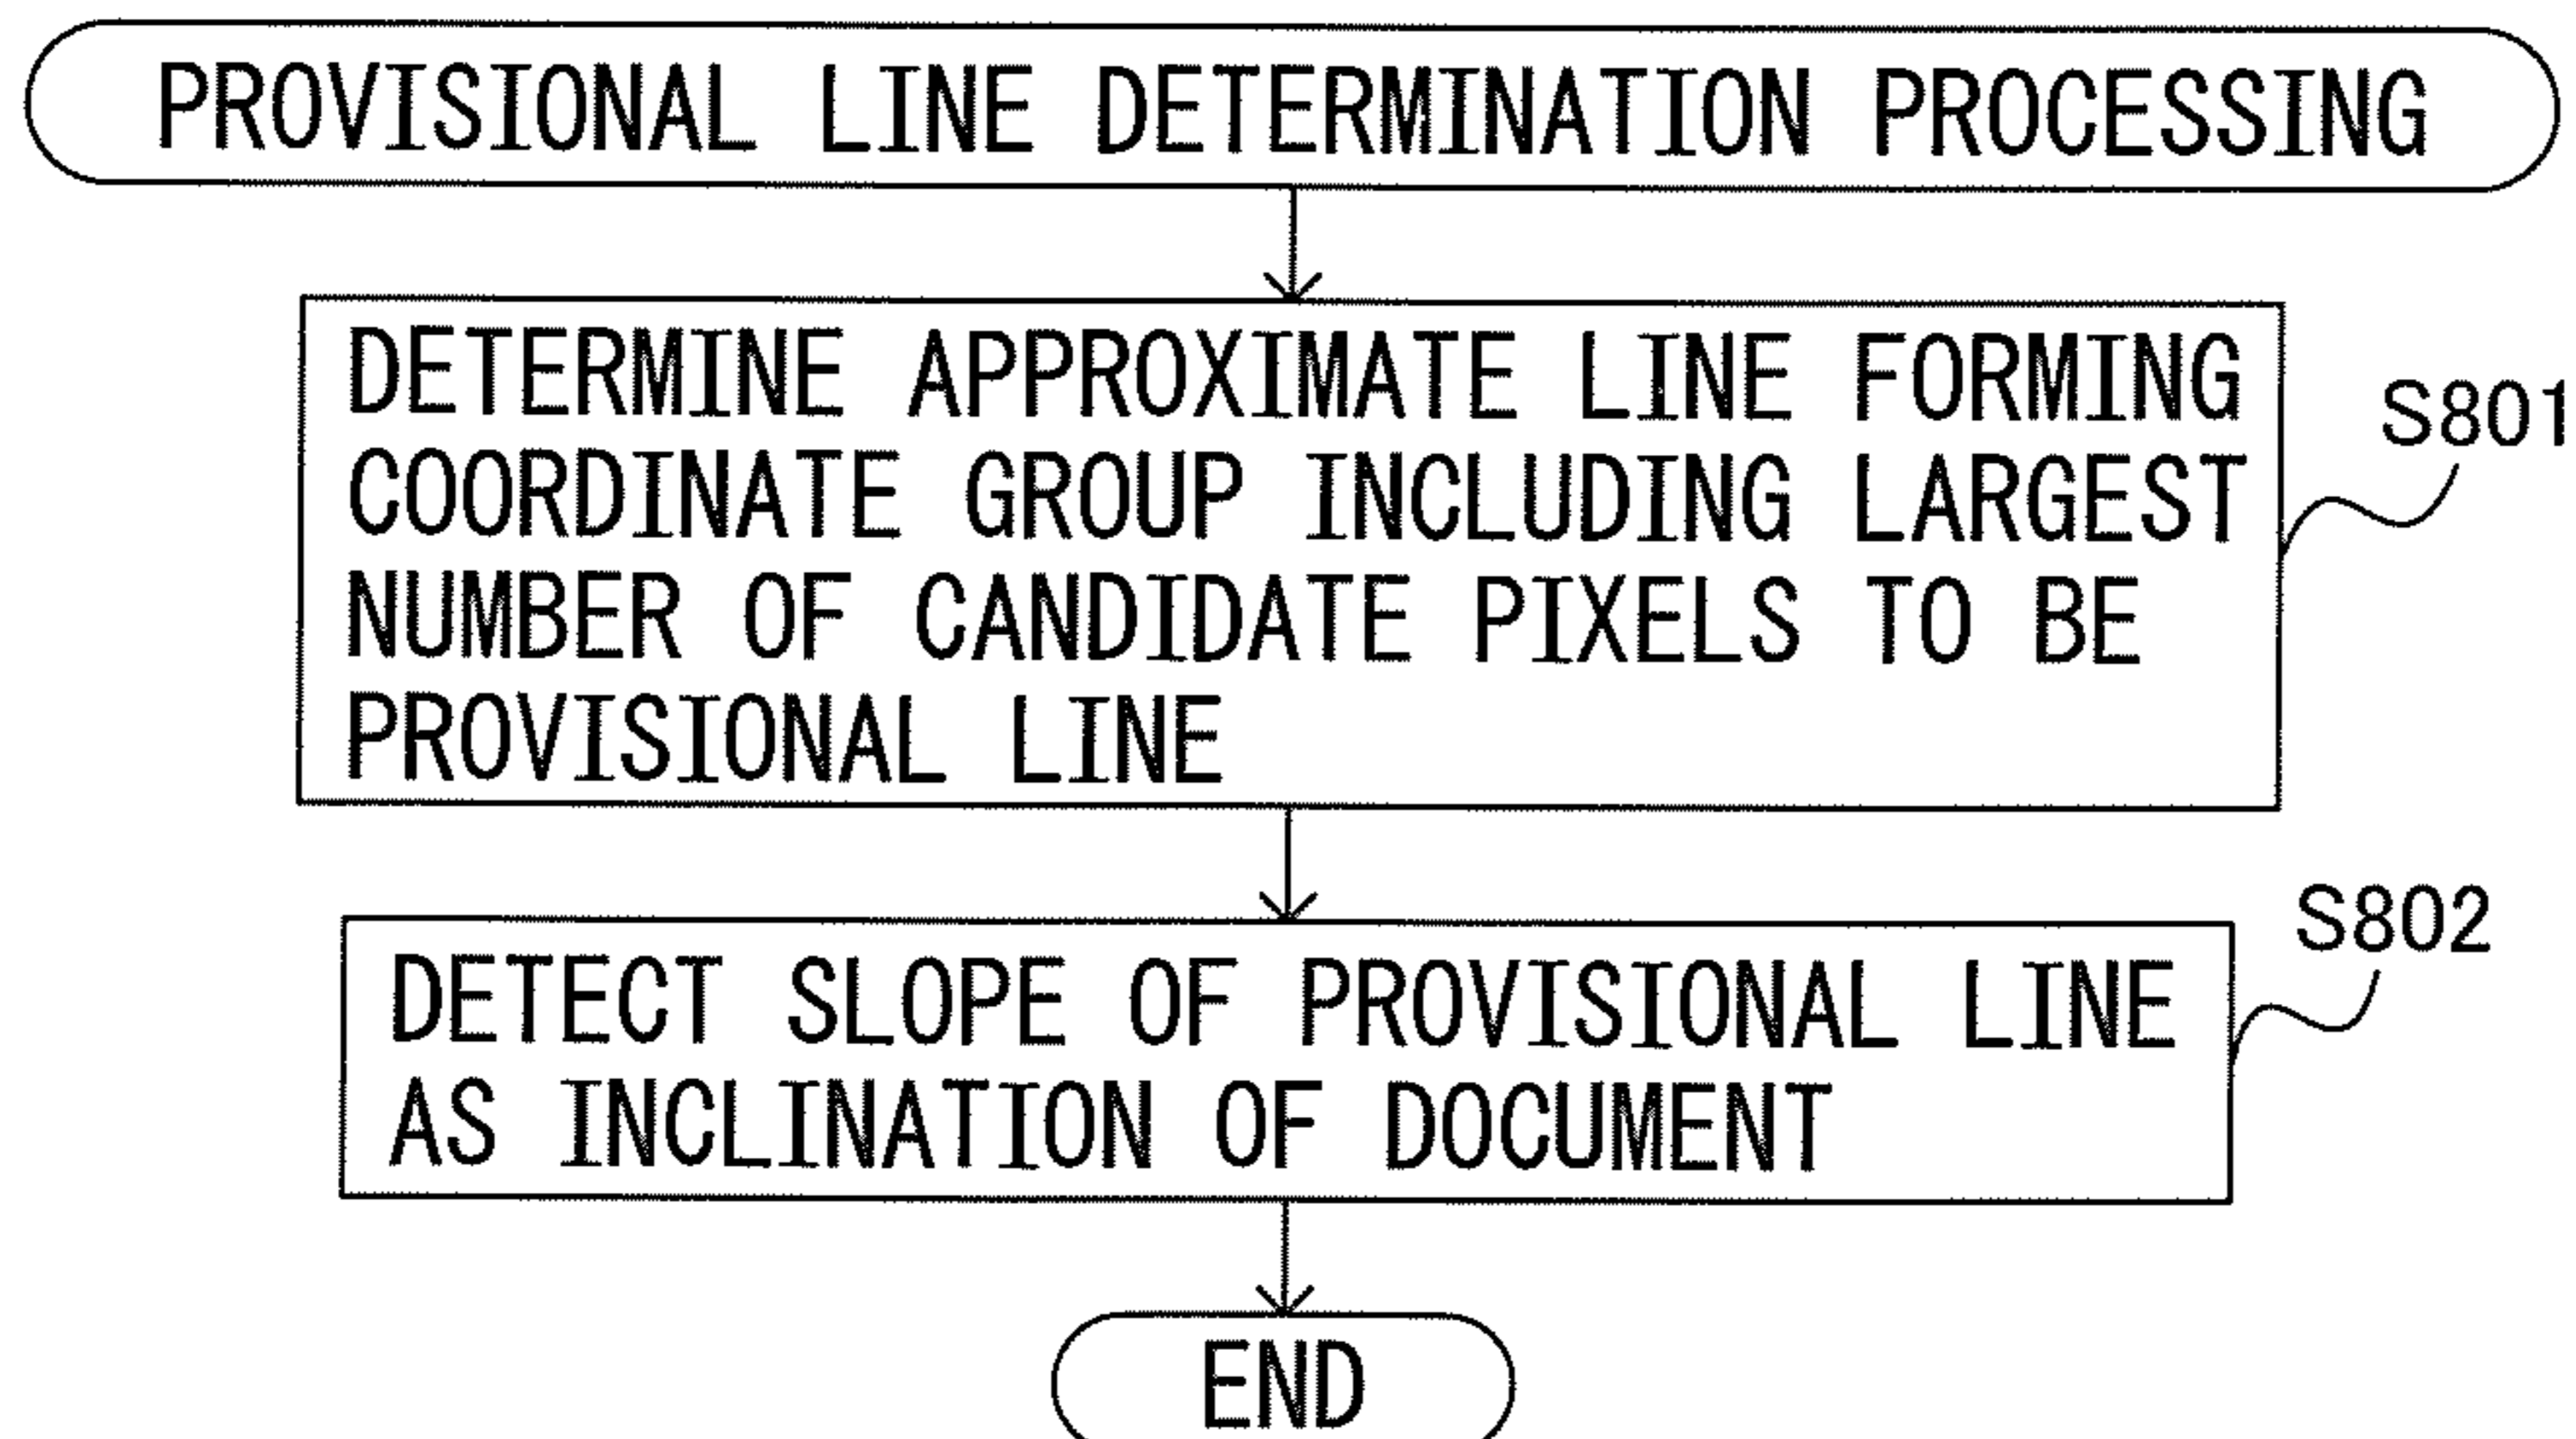 PROVISIONAL LINE DETERMINATION PROCESSING
DETERMINE APPROXIMATE LINE FORMING
COORDINATE GROUP INCLUDING LARGEST
NUMBER OF CANDIDATE PIXELS TO BE
PROVISIONAL LINE
S801
DETECT SLOPE OF PROVISIONAL LINE
AS INCLINATION OF DOCUMENT
S802
END